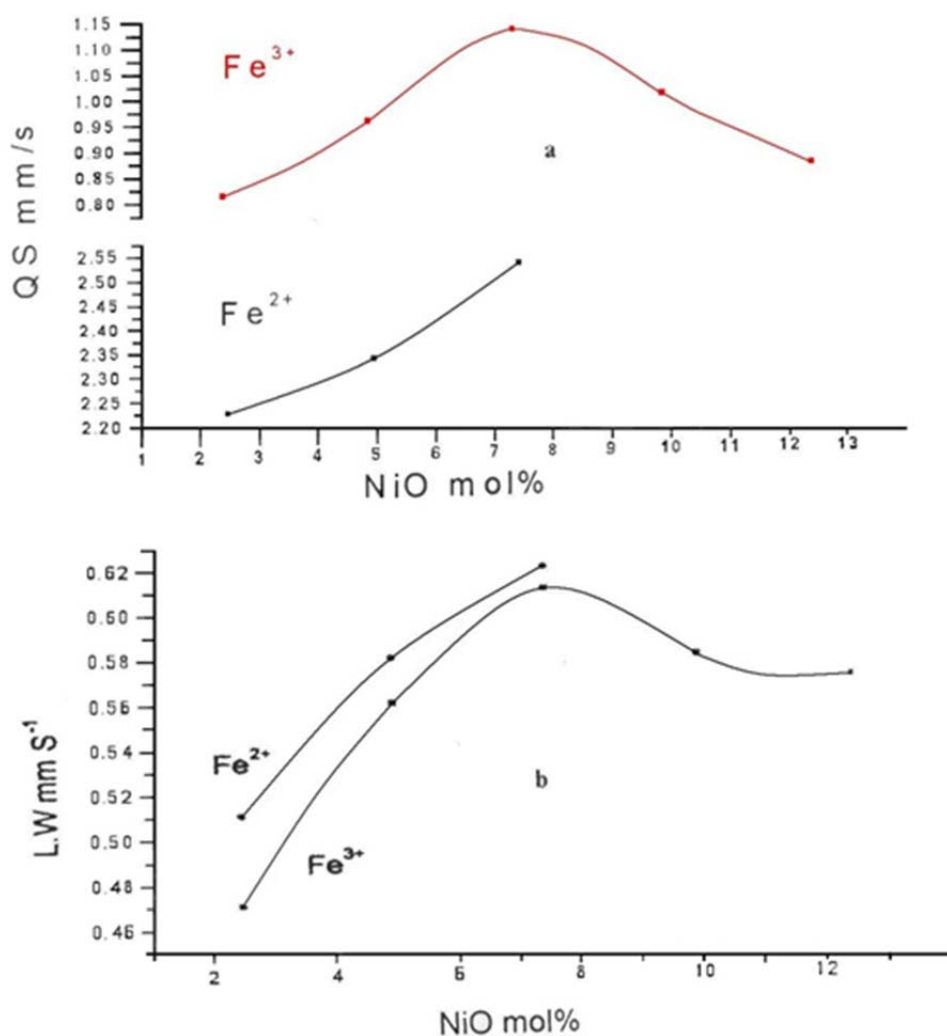 1.15
1.10
1.05
1.00
0.95
0.90
0.85
0.80
Fe3+
a
QS mm/s
2.55
2.50
2.45
2.40
2.35
2.30
2.25
2.20
Fe2+
1 2 3 4 5 6 7 8 9 10 11 12 13
NiO mol%
0.62
0.60
0.58
0.56
0.54
0.52
0.50
0.48
0.46
Fe2+
Fe3+
b
L.W mm S-1
2 4 6 8 10 12
NiO mol%